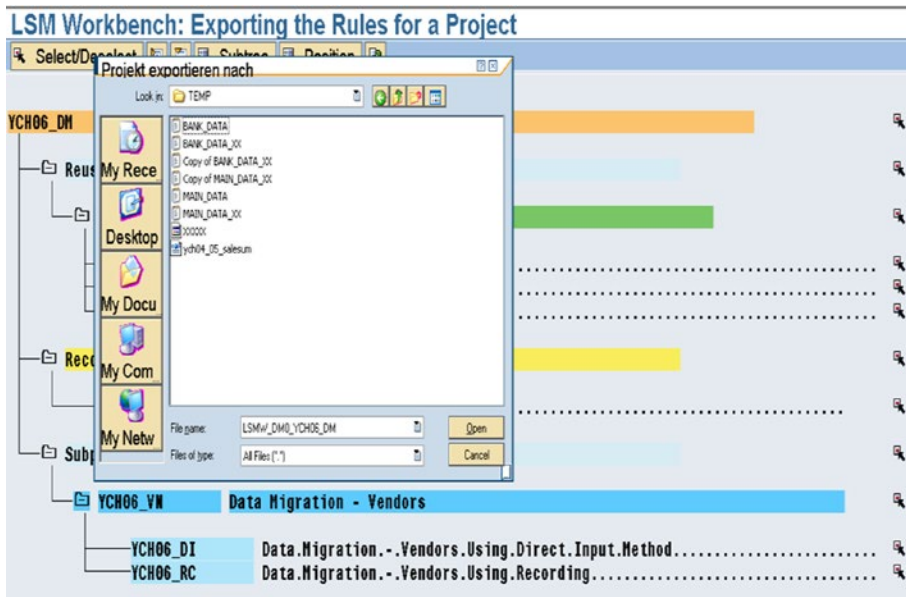 LSM Workbench: Exporting the Rules for a Project
Select/Deselect Subtree Position
Projekt exportieren nach
Look in: TEMP
YCH06_DM
BANK_DATA
BANK_DATA_XX
Copy of BANK_DATA_XX
Copy of MAIN_DATA_XX
MAIN_DATA
MAIN_DATA_XX
XXXXX
ych04_05_salesum
My Rece
Desktop
My Docu
My Com
My Netw
Reus
Reco
Subp
File name: LSMW_DM0_YCH06_DM Open
Files of type: All Files (*.*) Cancel
YCH06_VM Data Migration - Vendors
YCH06_DI Data.Migration.-.Vendors.Using.Direct.Input.Method
YCH06_RC Data.Migration.-.Vendors.Using.Recording